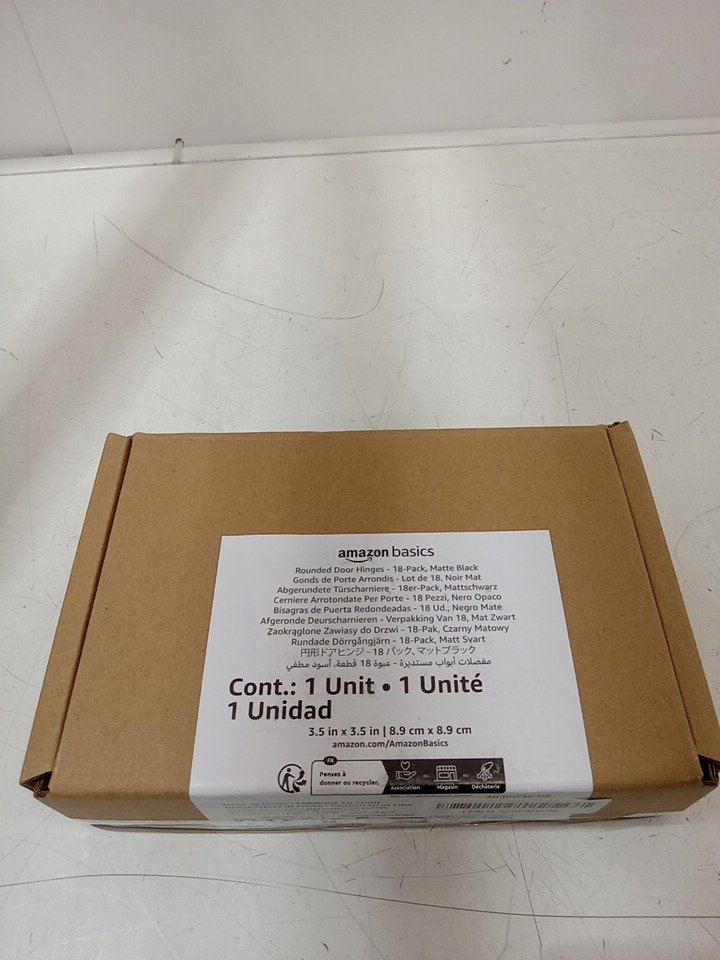 amazon basics
Rounded Door Hinges - 18-Pack, Matte Black
Gonds de Porte Arrondis - Lot de 18, Noir Mat
Abgerundete Türscharniere - 18er-Pack, Mattschwarz
Cerniere Arrotondate Per Porte - 18 Pezzi, Nero Opaco
Bisagras de Puerta Redondeadas - 18 Ud., Negro Mate
Afgeronde Deurscharnieren - Verpakking Van 18, Mat Zwart
Zaokrąglone Zawiasy do Drzwi - 18-Pak, Czarny Matowy
Rundade Dörrgångjärn - 18-Pack, Matt Svart
円形ドアヒンジ - 18 パック、マットブラック
مفصلات أبواب مستديرة - عبوة 18 قطعة، أسود مطفي
Cont.: 1 Unit • 1 Unité
1 Unidad
3.5 in x 3.5 in | 8.9 cm x 8.9 cm
amazon.com/AmazonBasics
FR
Pensez à
donner ou recycler.
Association
ou
Magasin
ou
Déchèterie